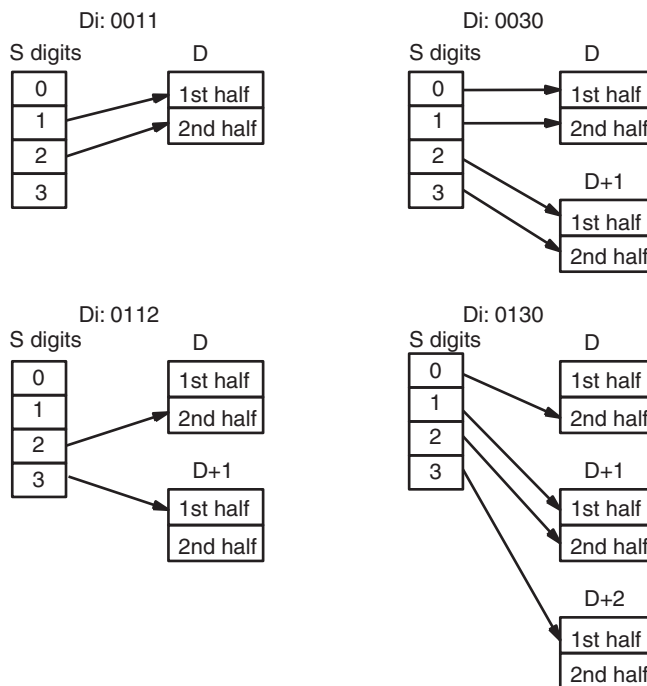 Di: 0011
S digits
D
0
1
2
3
1st half
2nd half
Di: 0030
S digits
D
0
1
2
3
1st half
2nd half
D+1
1st half
2nd half
Di: 0112
S digits
D
0
1
2
3
1st half
2nd half
D+1
1st half
2nd half
Di: 0130
S digits
D
0
1
2
3
1st half
2nd half
D+1
1st half
2nd half
D+2
1st half
2nd half